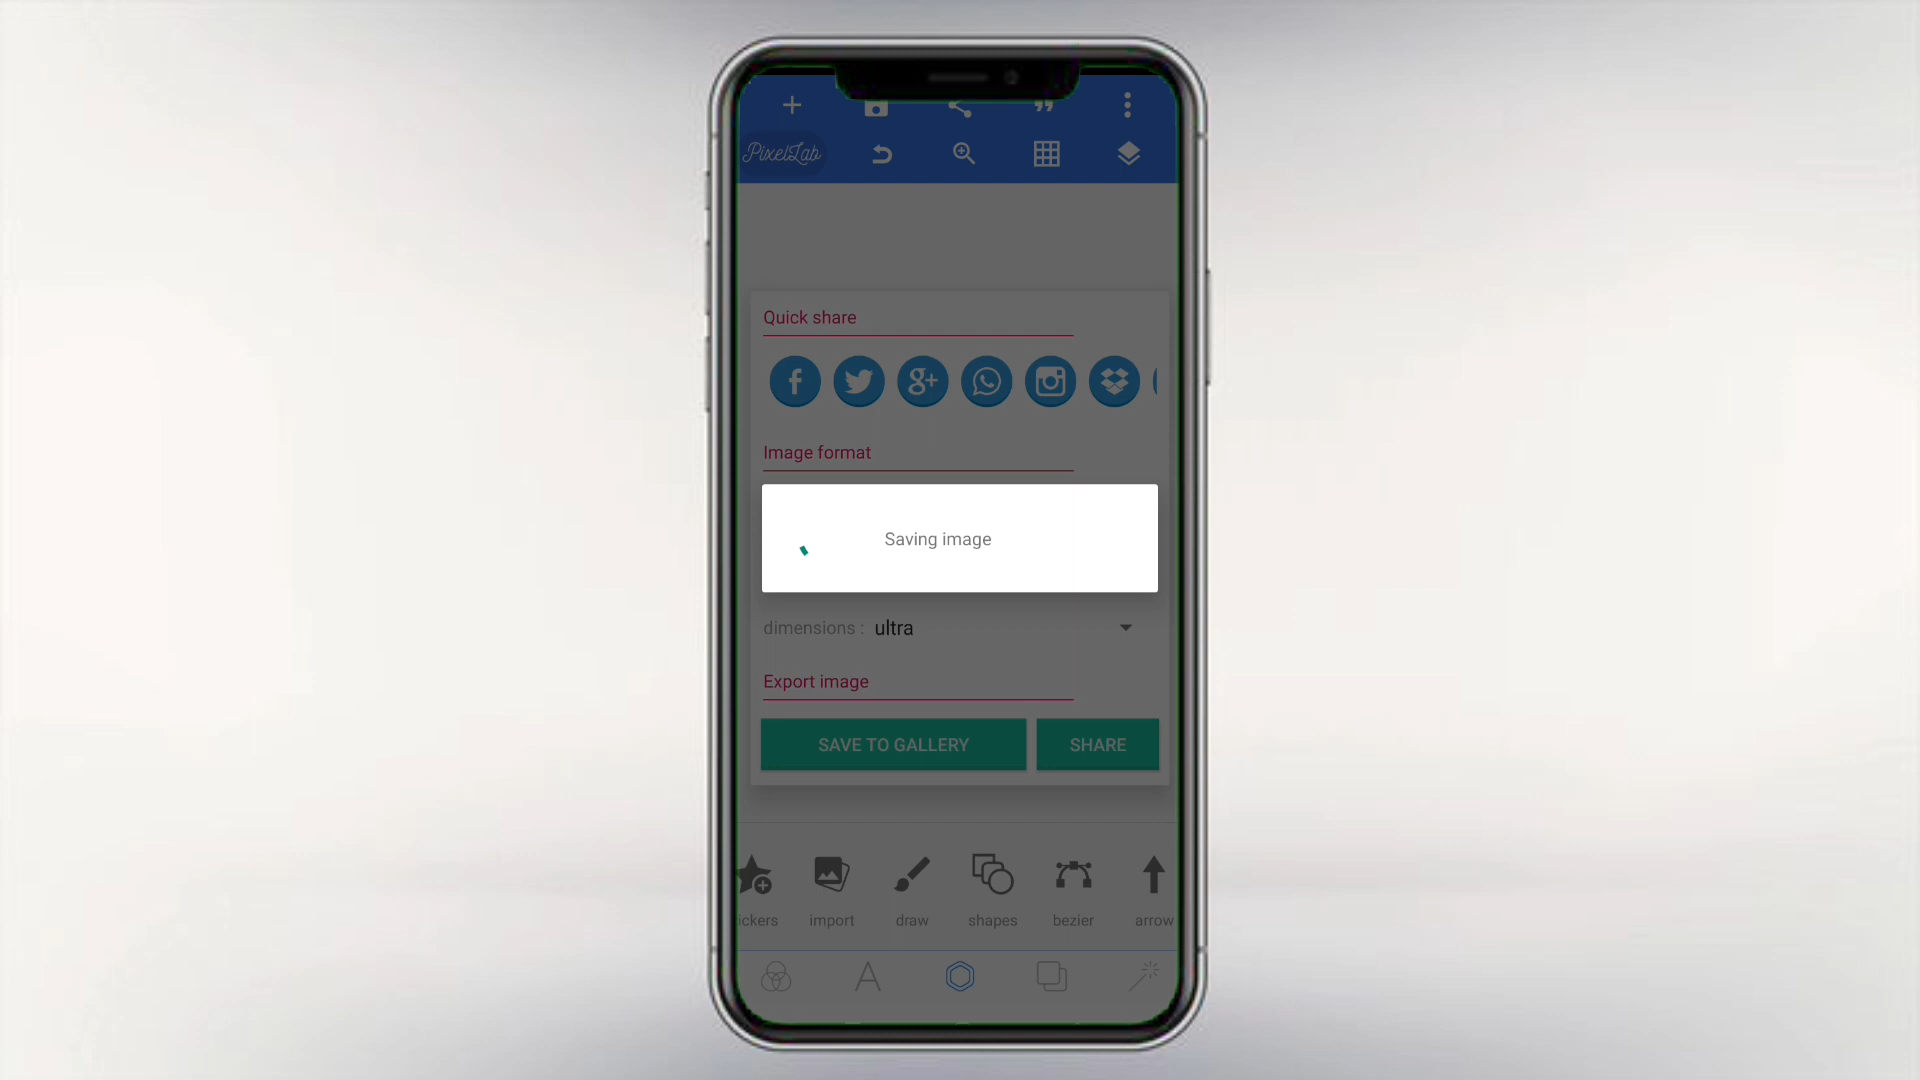 PixelLab
Quick share
Image format
Saving image
dimensions : ultra
Export image
SAVE TO GALLERY SHARE
ickers import draw shapes bezier arrow